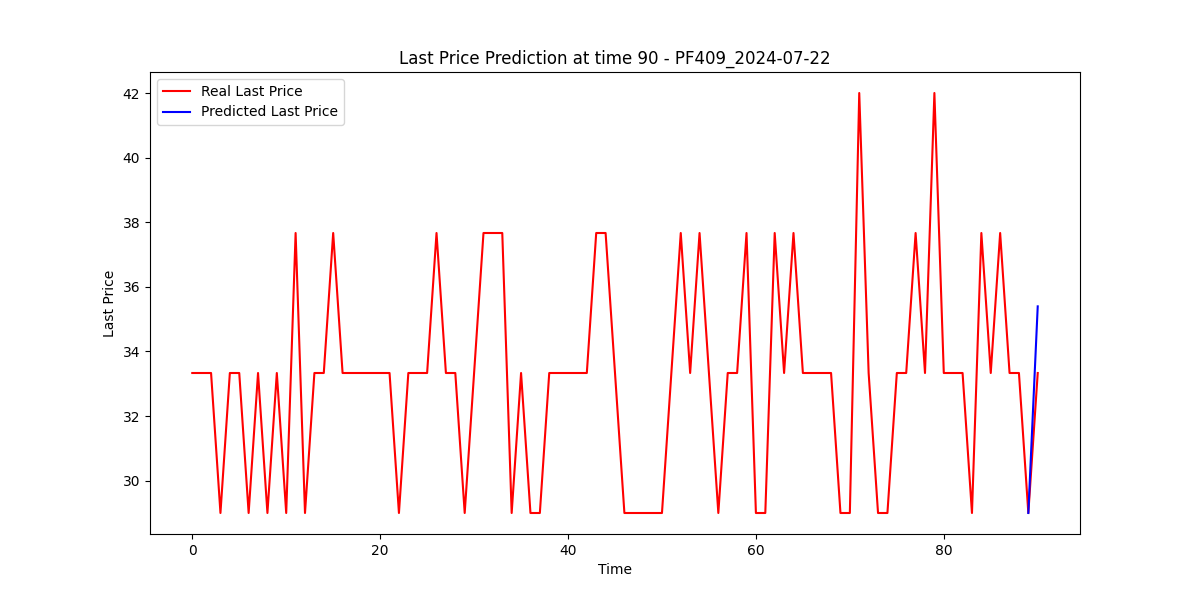 Last Price Prediction at time 90 - PF409_2024-07-22
Real Last Price
Predicted Last Price
42
40
38
36
34
32
30
Last Price
0 20 40 60 80
Time